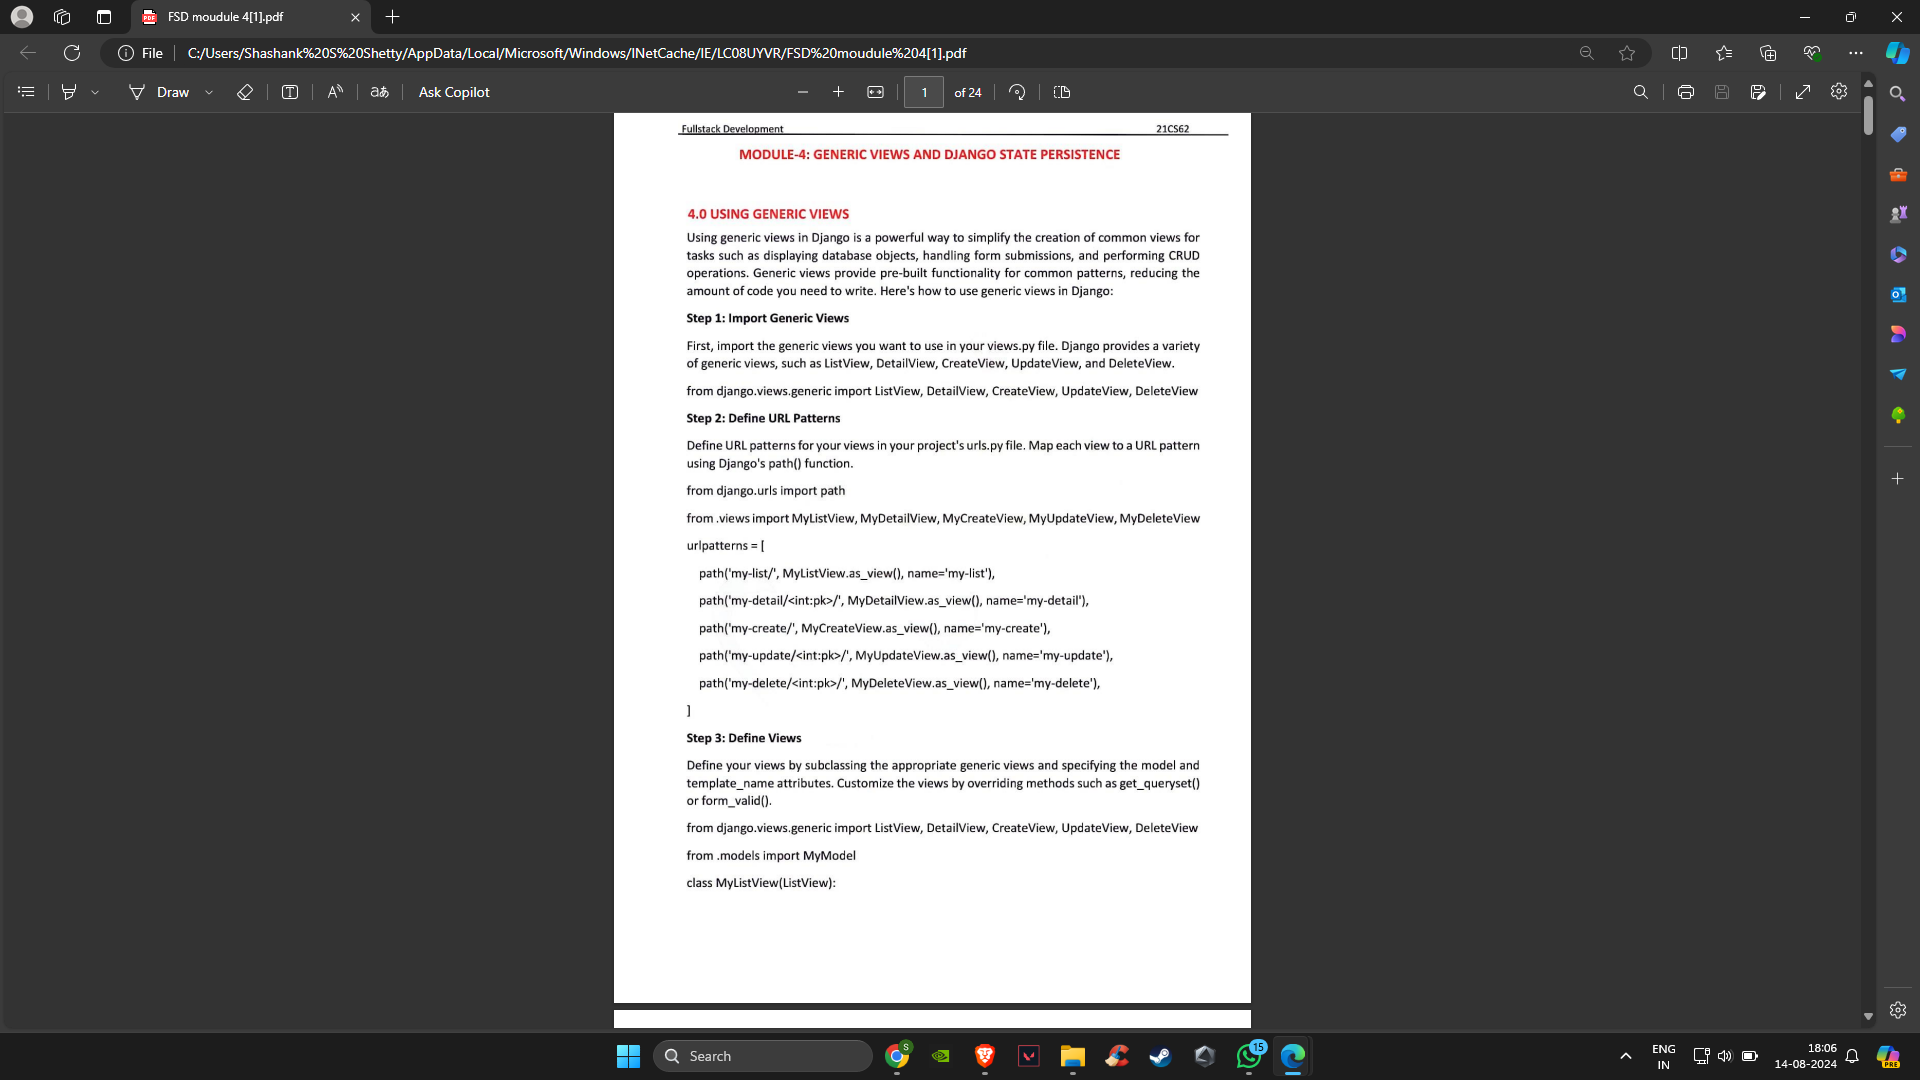 FSD moudule 4[1].pdf
File
C:/Users/Shashank%20S%20Shetty/AppData/Local/Microsoft/Windows/INetCache/IE/LC08UYVR/FSD%20moudule%204[1].pdf
Draw
Ask Copilot
1 of 24
Fullstack Development 21CS62
MODULE-4: GENERIC VIEWS AND DJANGO STATE PERSISTENCE
4.0 USING GENERIC VIEWS
Using generic views in Django is a powerful way to simplify the creation of common views for
tasks such as displaying database objects, handling form submissions, and performing CRUD
operations. Generic views provide pre-built functionality for common patterns, reducing the
amount of code you need to write. Here's how to use generic views in Django:
Step 1: Import Generic Views
First, import the generic views you want to use in your views.py file. Django provides a variety
of generic views, such as ListView, DetailView, CreateView, UpdateView, and DeleteView.
from django.views.generic import ListView, DetailView, CreateView, UpdateView, DeleteView
Step 2: Define URL Patterns
Define URL patterns for your views in your project's urls.py file. Map each view to a URL pattern
using Django's path() function.
from django.urls import path
from .views import MyListView, MyDetailView, MyCreateView, MyUpdateView, MyDeleteView
urlpatterns = [
path('my-list/', MyListView.as_view(), name='my-list'),
path('my-detail/<int:pk>/', MyDetailView.as_view(), name='my-detail'),
path('my-create/', MyCreateView.as_view(), name='my-create'),
path('my-update/<int:pk>/', MyUpdateView.as_view(), name='my-update'),
path('my-delete/<int:pk>/', MyDeleteView.as_view(), name='my-delete'),
]
Step 3: Define Views
Define your views by subclassing the appropriate generic views and specifying the model and
template_name attributes. Customize the views by overriding methods such as get_queryset()
or form_valid().
from django.views.generic import ListView, DetailView, CreateView, UpdateView, DeleteView
from .models import MyModel
class MyListView(ListView):
Search
S
15
ENG
IN
18:06
14-08-2024
PRE